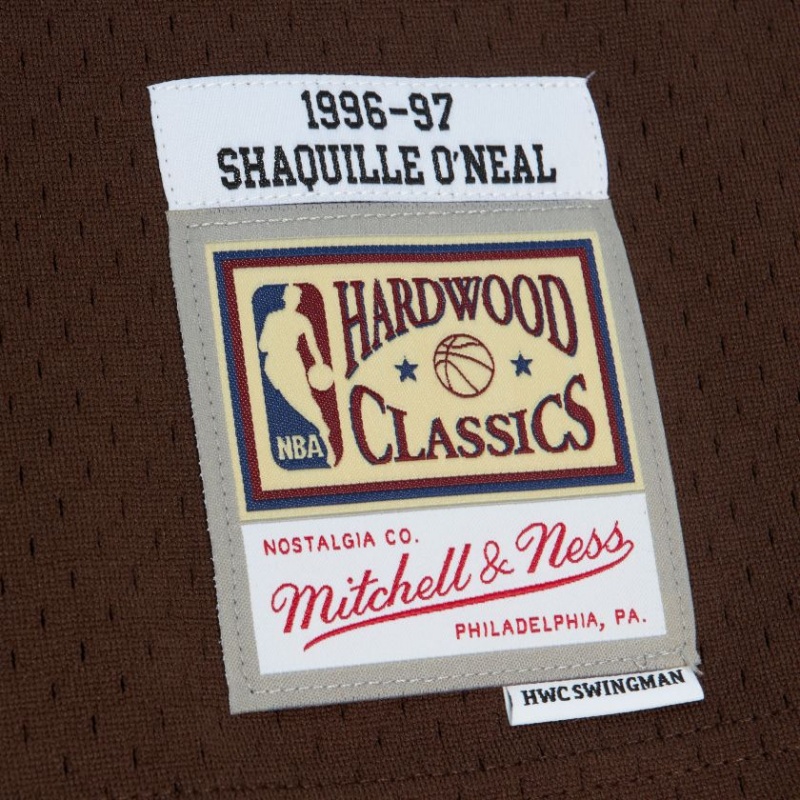 1996-97
SHAQUILLE O'NEAL
HARDWOOD
CLASSICS
NBA
NOSTALGIA CO.
Mitchell & Ness
PHILADELPHIA, PA.
HWC SWINGMAN